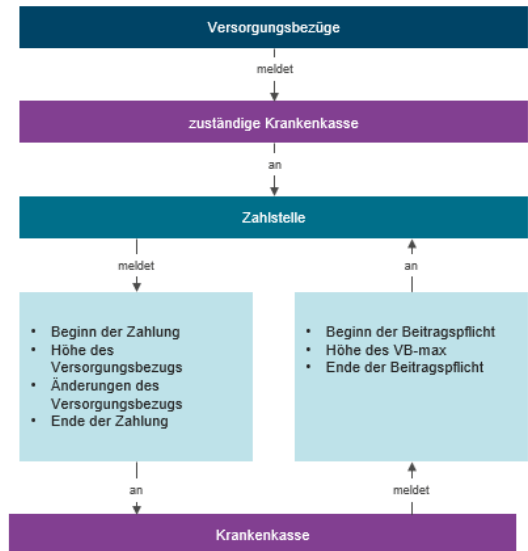 Versorgungsbezüge
meldet
zuständige Krankenkasse
an
Zahlstelle
meldet
• Beginn der Zahlung
• Höhe des
Versorgungsbezugs
• Änderungen des
Versorgungsbezugs
• Ende der Zahlung
an
an
• Beginn der Beitragspflicht
• Höhe des VB-max
• Ende der Beitragspflicht
meldet
Krankenkasse